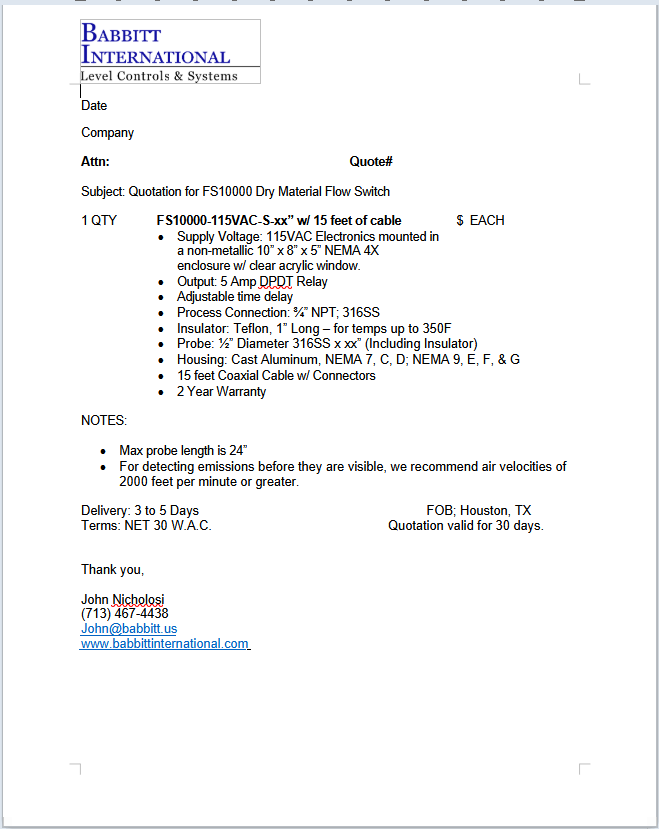 BABBITT
INTERNATIONAL
Level Controls & Systems
Date
Company
Attn: Quote#
Subject: Quotation for FS10000 Dry Material Flow Switch
1 QTY FS10000-115VAC-S-xx” w/ 15 feet of cable $ EACH
• Supply Voltage: 115VAC Electronics mounted in
a non-metallic 10” x 8” x 5” NEMA 4X
enclosure w/ clear acrylic window.
• Output: 5 Amp DPDT Relay
• Adjustable time delay
• Process Connection: ¾” NPT; 316SS
• Insulator: Teflon, 1” Long – for temps up to 350F
• Probe: ½” Diameter 316SS x xx” (Including Insulator)
• Housing: Cast Aluminum, NEMA 7, C, D; NEMA 9, E, F, & G
• 15 feet Coaxial Cable w/ Connectors
• 2 Year Warranty
NOTES:
• Max probe length is 24”
• For detecting emissions before they are visible, we recommend air velocities of
2000 feet per minute or greater.
Delivery: 3 to 5 Days FOB; Houston, TX
Terms: NET 30 W.A.C. Quotation valid for 30 days.
Thank you,
John Nicholosi
(713) 467-4438
John@babbitt.us
www.babbittinternational.com